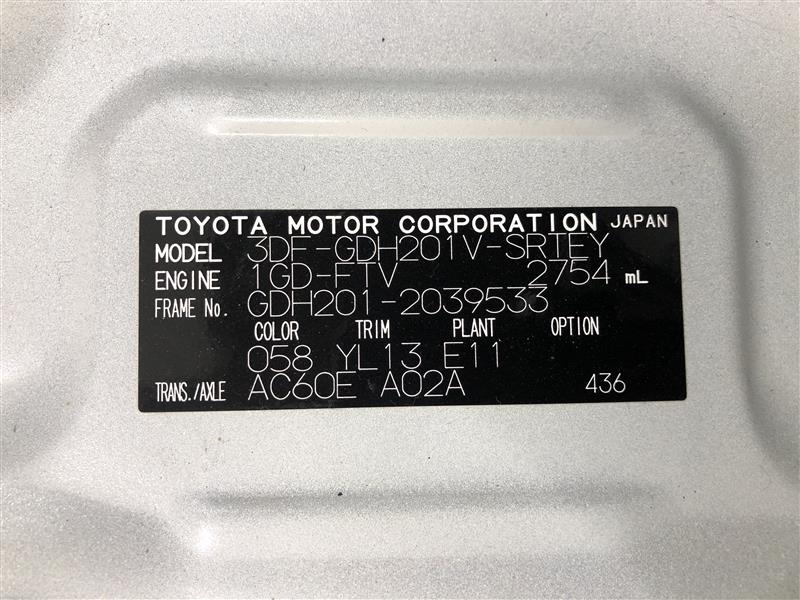 TOYOTA MOTOR CORPORATION JAPAN
MODEL 3DF-GDH201V-SRTEY
ENGINE 1GD-FTV 2754 mL
FRAME No. GDH201-2039533
COLOR TRIM PLANT OPTION
058 YL13 E11
TRANS./AXLE AC60E A02A 436